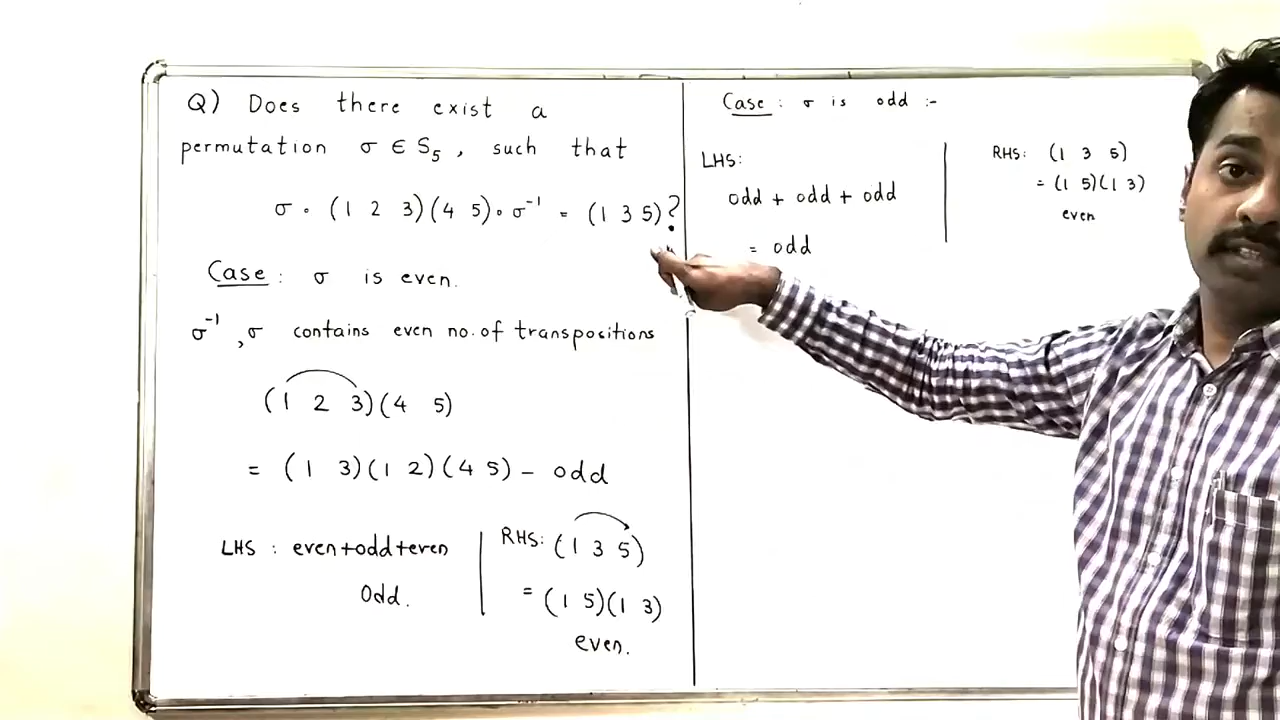 Q) Does there exist a
permutation σ ∈ S₅, such that
σ ∘ (1 2 3)(4 5) ∘ σ⁻¹ = (1 3 5)?
Case: σ is even.
σ⁻¹, σ contains even no. of transpositions
(1 2 3)(4 5)
= (1 3)(1 2)(4 5) – odd
LHS : even+odd+even
Odd.
RHS: (1 3 5)
= (1 5)(1 3)
even.
Case : σ is odd :-
LHS:
odd + odd + odd
= odd
RHS: (1 3 5)
= (1 5)(1 3)
even